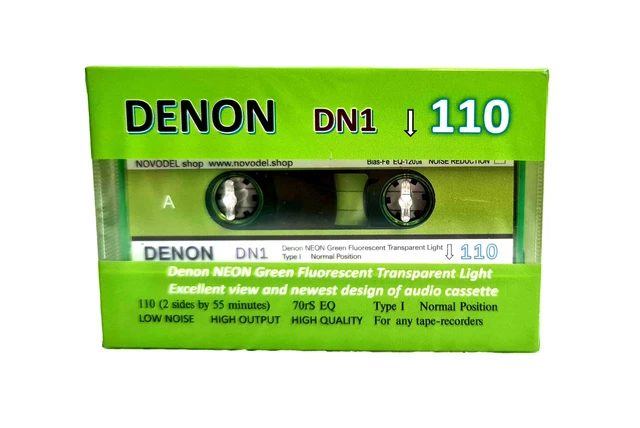 DENON DN1 ↓ 110
NOVODEL shop www.novodel.shop Bias-Fe EQ-120us NOISE REDUCTION
A
DENON DN1 Denon NEON Green Fluorescent Transparent Light ↓ 110
Type I Normal Position
Denon NEON Green Fluorescent Transparent Light
Excellent view and newest design of audio cassette
110 (2 sides by 55 minutes) 70rS EQ Type I Normal Position
LOW NOISE HIGH OUTPUT HIGH QUALITY For any tape-recorders